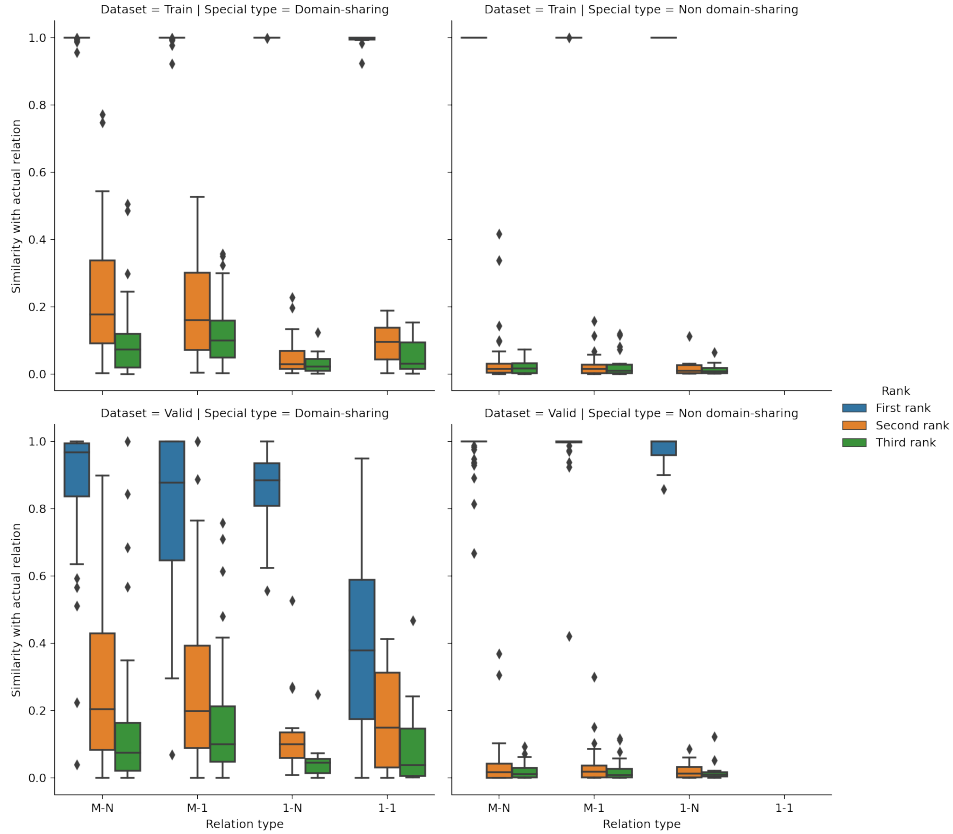 Dataset = Train | Special type = Domain-sharing
Dataset = Train | Special type = Non domain-sharing
1.0
0.8
0.6
0.4
0.2
0.0
Similarity with actual relation
Rank
First rank
Second rank
Third rank
Dataset = Valid | Special type = Domain-sharing
Dataset = Valid | Special type = Non domain-sharing
1.0
0.8
0.6
0.4
0.2
0.0
Similarity with actual relation
M-N
M-1
1-N
1-1
Relation type
M-N
M-1
1-N
1-1
Relation type